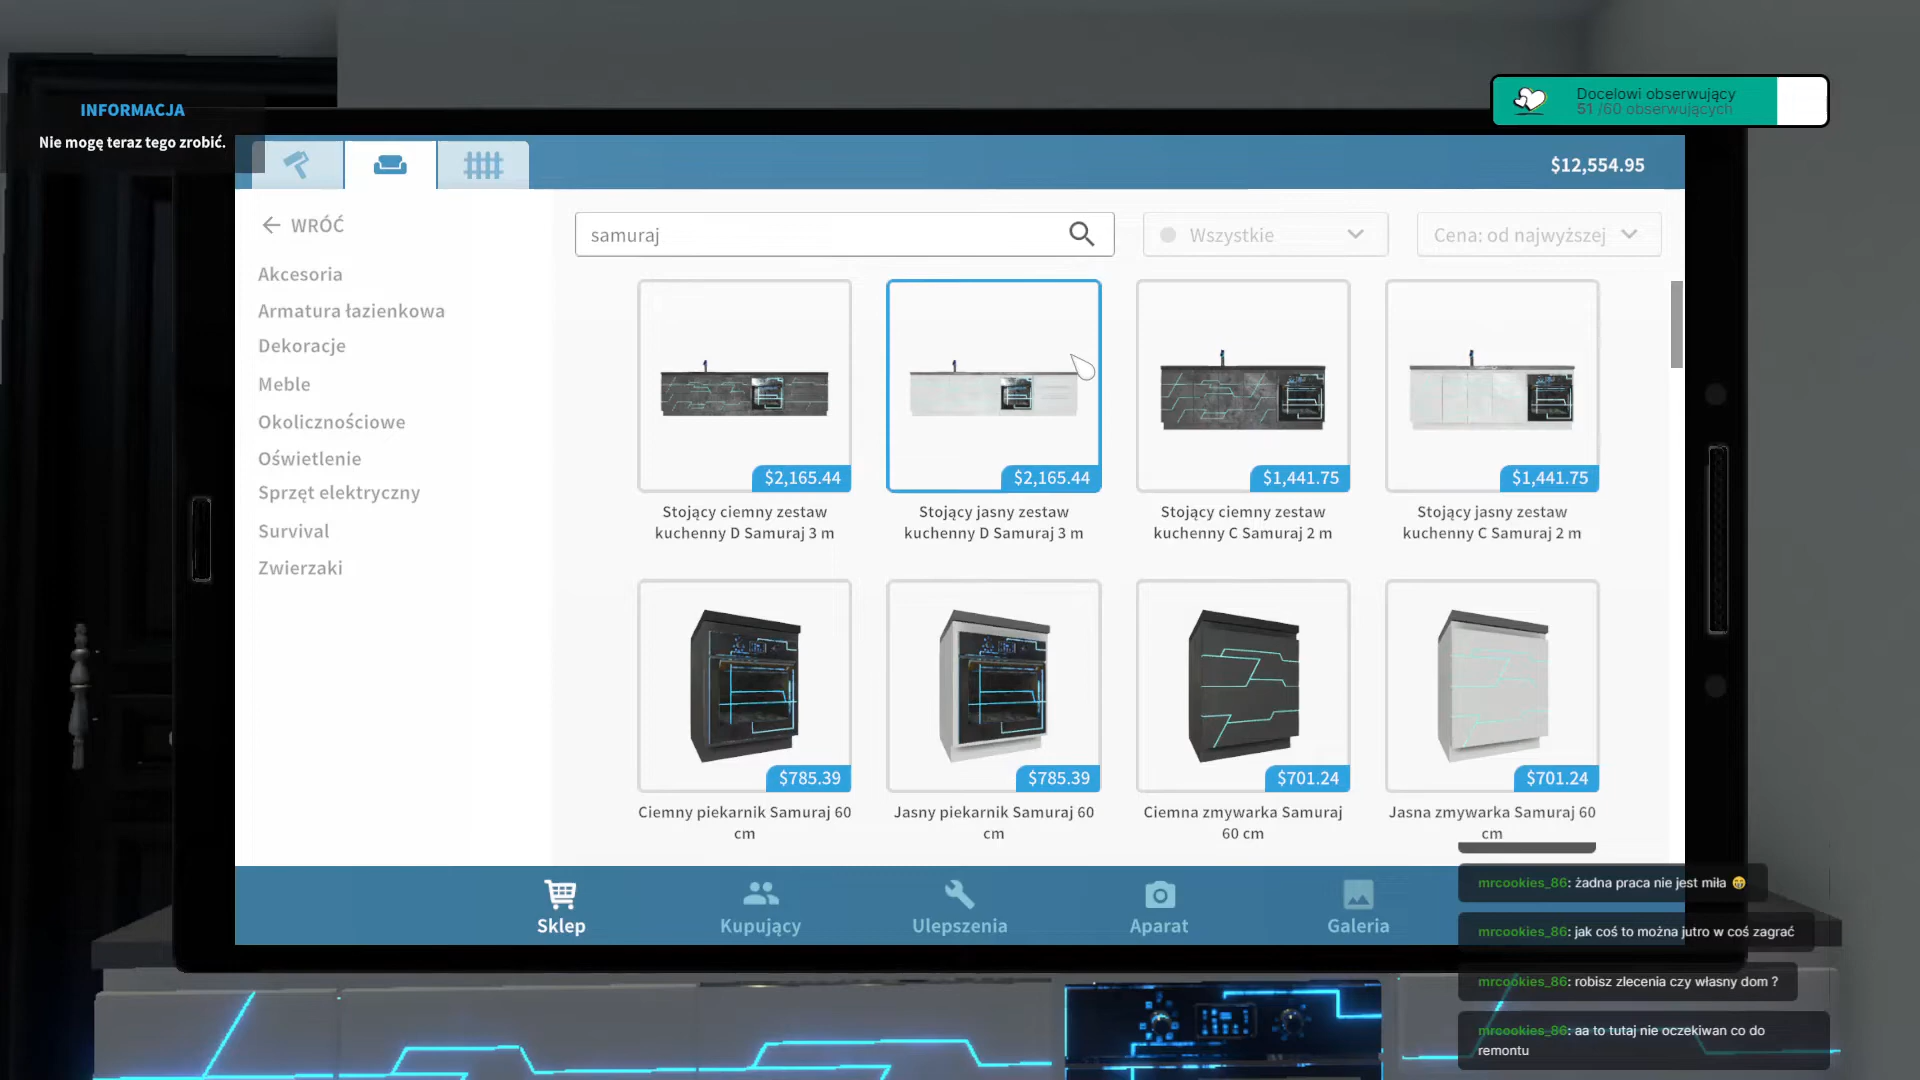 INFORMACJA
Nie mogę teraz tego zrobić.
Docelowi obserwujący
51 /60 obserwujących
$12,554.95
WRÓĆ
samuraj
Wszystkie
Cena: od najwyższej
Akcesoria
Armatura łazienkowa
Dekoracje
Meble
Okolicznościowe
Oświetlenie
Sprzęt elektryczny
Survival
Zwierzaki
$2,165.44
$2,165.44
$1,441.75
$1,441.75
Stojący ciemny zestaw
kuchenny D Samuraj 3 m
Stojący jasny zestaw
kuchenny D Samuraj 3 m
Stojący ciemny zestaw
kuchenny C Samuraj 2 m
Stojący jasny zestaw
kuchenny C Samuraj 2 m
$785.39
$785.39
$701.24
$701.24
Ciemny piekarnik Samuraj 60
cm
Jasny piekarnik Samuraj 60
cm
Ciemna zmywarka Samuraj
60 cm
Jasna zmywarka Samuraj 60
cm
Sklep
Kupujący
Ulepszenia
Aparat
Galeria
mrcookies_86: żadna praca nie jest miła 😁
mrcookies_86: jak coś to można jutro w coś zagrać
mrcookies_86: robisz zlecenia czy własny dom ?
mrcookies_86: aa to tutaj nie oczekiwan co do
remontu